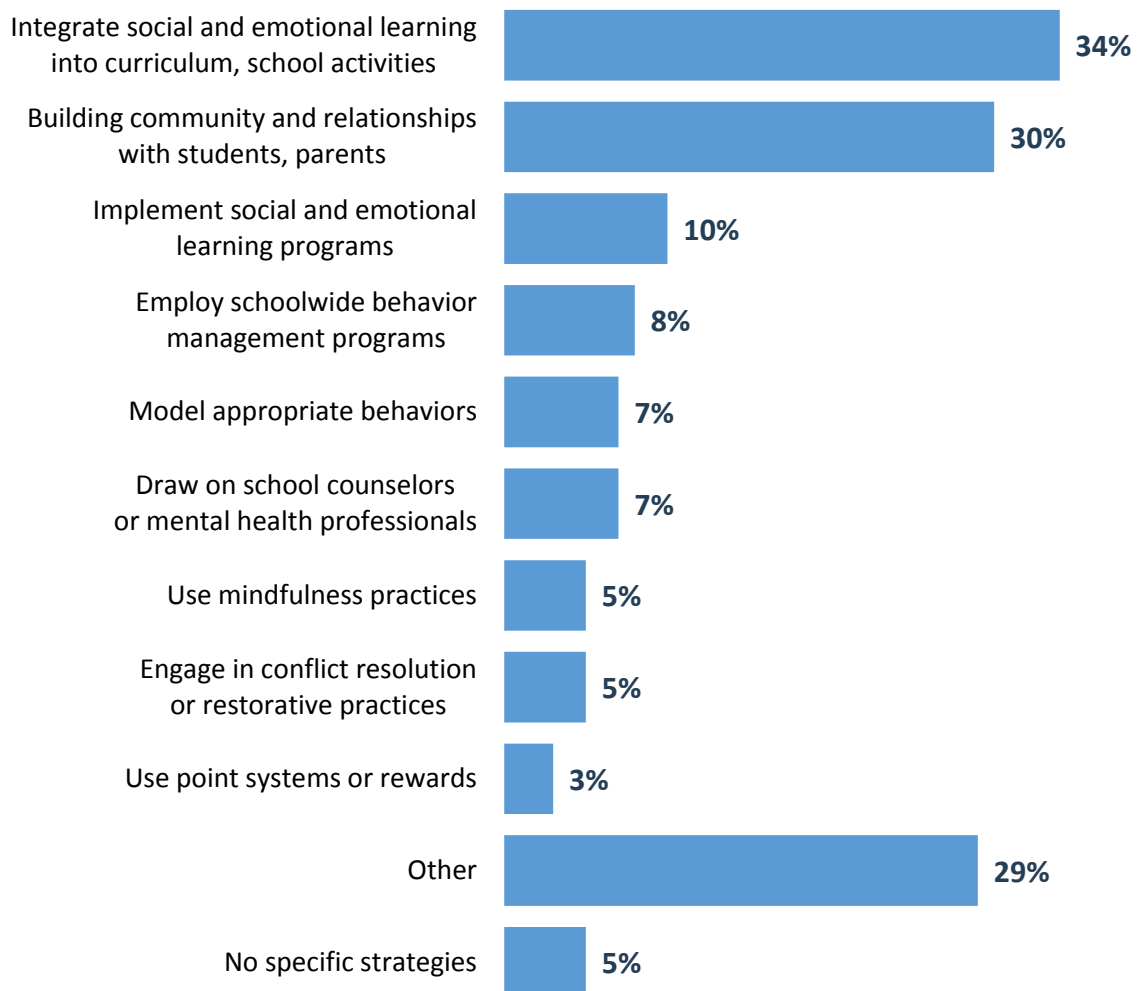 Integrate social and emotional learning
into curriculum, school activities
34%
Building community and relationships
with students, parents
30%
Implement social and emotional
learning programs
10%
Employ schoolwide behavior
management programs
8%
Model appropriate behaviors
7%
Draw on school counselors
or mental health professionals
7%
Use mindfulness practices
5%
Engage in conflict resolution
or restorative practices
5%
Use point systems or rewards
3%
Other
29%
No specific strategies
5%